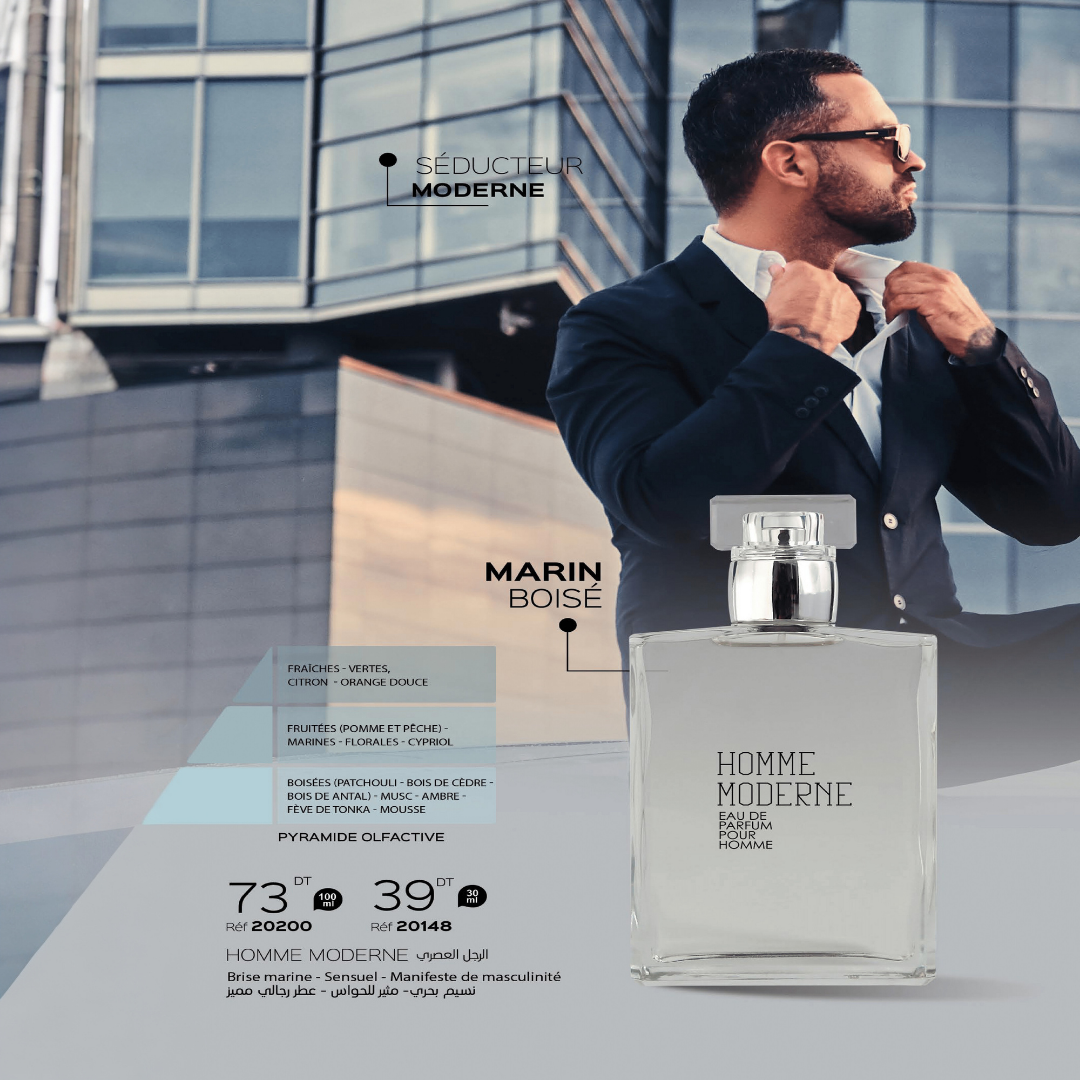 SÉDUCTEUR
MODERNE
MARIN
BOISÉ
FRAÎCHES - VERTES,
CITRON - ORANGE DOUCE
FRUITÉES (POMME ET PÊCHE) -
MARINES - FLORALES - CYPRIOL
BOISÉES (PATCHOULI - BOIS DE CÈDRE -
BOIS DE ANTAL) - MUSC - AMBRE -
FÈVE DE TONKA - MOUSSE
PYRAMIDE OLFACTIVE
HOMME
MODERNE
EAU DE
PARFUM
POUR
HOMME
73 DT 100 ml 39 DT 30 ml
Réf 20200 Réf 20148
HOMME MODERNE الرجل العصري
Brise marine - Sensuel - Manifeste de masculinité
نسيم بحري- مثير للحواس - عطر رجالي مميز